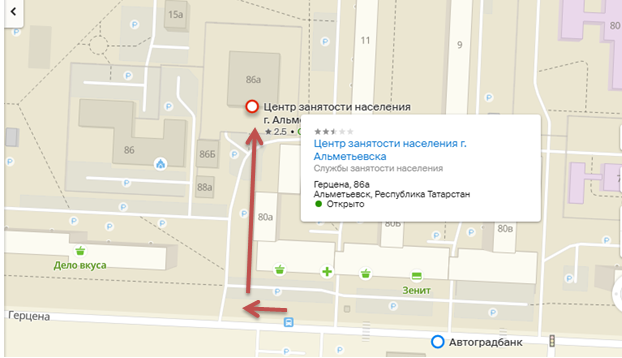 15а
80
11
9
86а
Центр занятости населения
г. Альм
★ 2.5 •
Центр занятости населения г.
Альметьевска
Службы занятости населения
Герцена, 86а
Альметьевск, Республика Татарстан
Открыто
86
86Б
88а
80а
80Б
80в
Дело вкуса
Зенит
Герцена
Автоградбанк